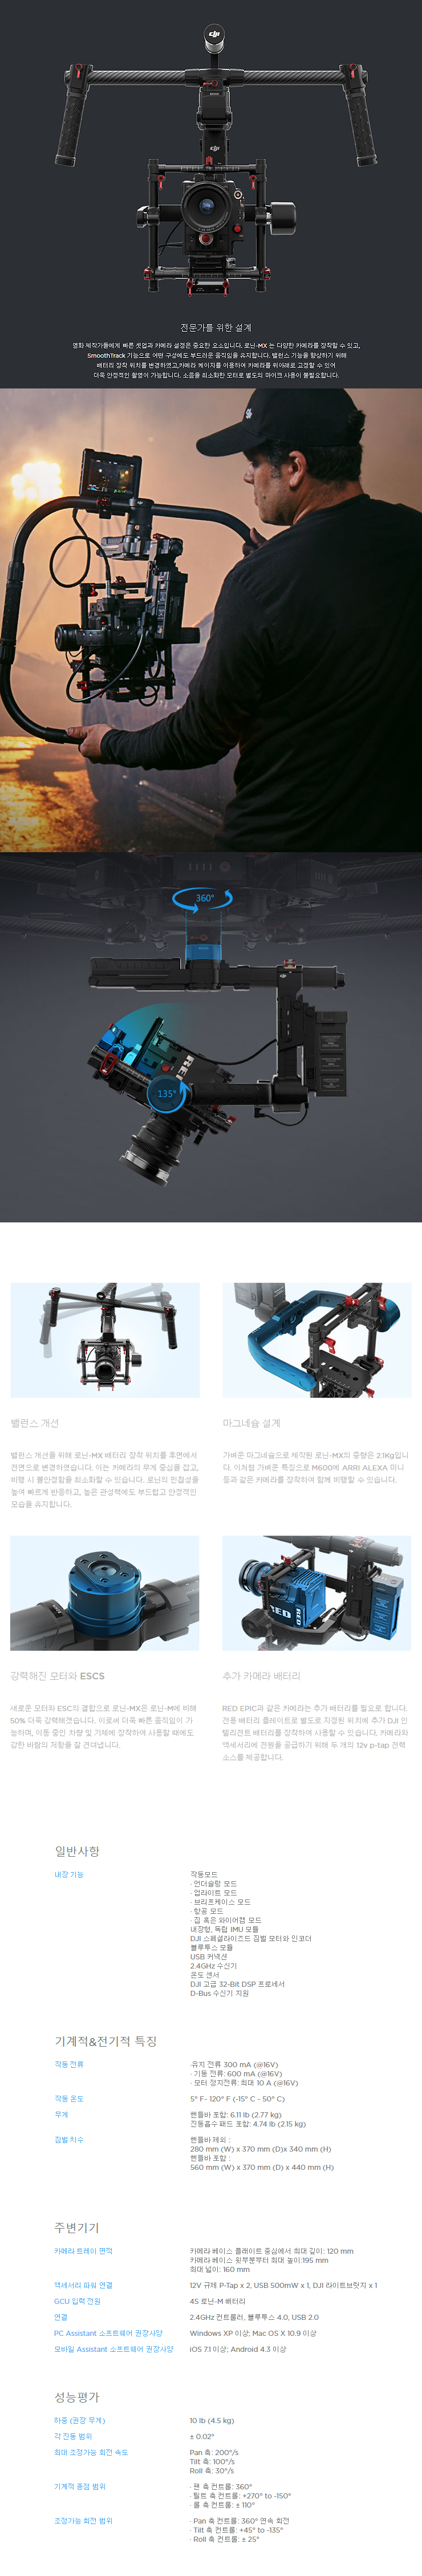 dji
dji
전문가를 위한 설계
영화 제작가들에게 빠른 셋업과 카메라 설정은 중요한 요소입니다. 로닌-MX 는 다양한 카메라를 장착할 수 있고,
SmoothTrack 기능으로 어떤 구성에도 부드러운 움직임을 유지합니다. 밸런스 기능을 향상하기 위해
배터리 장착 위치를 변경하였고,카메라 케이지를 이용하여 카메라를 위아래로 고정할 수 있어
더욱 안정적인 촬영이 가능합니다. 소음을 최소화한 모터로 별도의 마이크 사용이 불필요합니다.
360°
RED
135°
밸런스 개선
마그네슘 설계
밸런스 개선을 위해 로닌-MX 배터리 장착 위치를 후면에서
전면으로 변경하였습니다. 이는 카메라의 무게 중심을 잡고,
비행 시 불안정함을 최소화할 수 있습니다. 로닌의 민첩성을
높여 빠르게 반응하고, 높은 관성력에도 부드럽고 안정적인
모습을 유지합니다.
가벼운 마그네슘으로 제작된 로닌-MX의 중량은 2.1Kg입니
다. 이처럼 가벼운 특징으로 M600에 ARRI ALEXA 미니
등과 같은 카메라를 장착하여 함께 비행할 수 있습니다.
RED
RED
강력해진 모터와 ESCS
추가 카메라 배터리
새로운 모터와 ESC의 결합으로 로닌-MX은 로닌-M에 비해
50% 더욱 강력해졌습니다. 이로써 더욱 빠른 움직임이 가
능하며, 이동 중인 차량 및 기체에 장착하여 사용할 때에도
강한 바람의 저항을 잘 견뎌냅니다.
RED EPIC과 같은 카메라는 추가 배터리를 필요로 합니다.
전용 배터리 플레이트로 별도로 지정된 위치에 추가 DJI 인
텔리전트 배터리를 장착하여 사용할 수 있습니다. 카메라와
액세서리에 전원을 공급하기 위해 두 개의 12v p-tap 전력
소스를 제공합니다.
일반사항
내장 기능
작동모드
· 언더슬렁 모드
· 업라이트 모드
· 브리프케이스 모드
· 항공 모드
· 짚 혹은 와이어캠 모드
내장형, 독립 IMU 모듈
DJI 스페셜라이즈드 짐벌 모터와 인코더
블루투스 모듈
USB 커넥션
2.4GHz 수신기
온도 센서
DJI 고급 32-Bit DSP 프로세서
D-Bus 수신기 지원
기계적&전기적 특징
작동 전류
·유지 전류 300 mA (@16V)
· 기동 전류: 600 mA (@16V)
· 모터 정지전류: 최대 10 A (@16V)
작동 온도
5° F- 120° F (-15° C - 50° C)
무게
핸들바 포함: 6.11 lb (2.77 kg)
진동흡수 패드 포함: 4.74 lb (2.15 kg)
짐벌 치수
핸들바 제외 :
280 mm (W) x 370 mm (D)x 340 mm (H)
핸들바 포함 :
560 mm (W) x 370 mm (D) x 440 mm (H)
주변기기
카메라 트레이 면적
카메라 베이스 플레이트 중심에서 최대 깊이: 120 mm
카메라 베이스 윗부분부터 최대 높이:195 mm
최대 넓이: 160 mm
액세서리 파워 연결
12V 규제 P-Tap x 2, USB 500mW x 1, DJI 라이트브릿지 x 1
GCU 입력 전원
4S 로닌-M 배터리
연결
2.4GHz 컨트롤러, 블루투스 4.0, USB 2.0
PC Assistant 소프트웨어 권장사양
Windows XP 이상; Mac OS X 10.9 이상
모바일 Assistant 소프트웨어 권장사양
iOS 7.1 이상; Android 4.3 이상
성능평가
하중 (권장 무게)
10 lb (4.5 kg)
각 진동 범위
± 0.02°
최대 조정가능 회전 속도
Pan 축: 200°/s
Tilt 축: 100°/s
Roll 축: 30°/s
기계적 종점 범위
· 팬 축 컨트롤: 360°
· 틸트 축 컨트롤: +270° to -150°
· 롤 축 컨트롤: ± 110°
조정가능 회전 범위
· Pan 축 컨트롤: 360° 연속 회전
· Tilt 축 컨트롤: +45° to -135°
· Roll 축 컨트롤: ± 25°